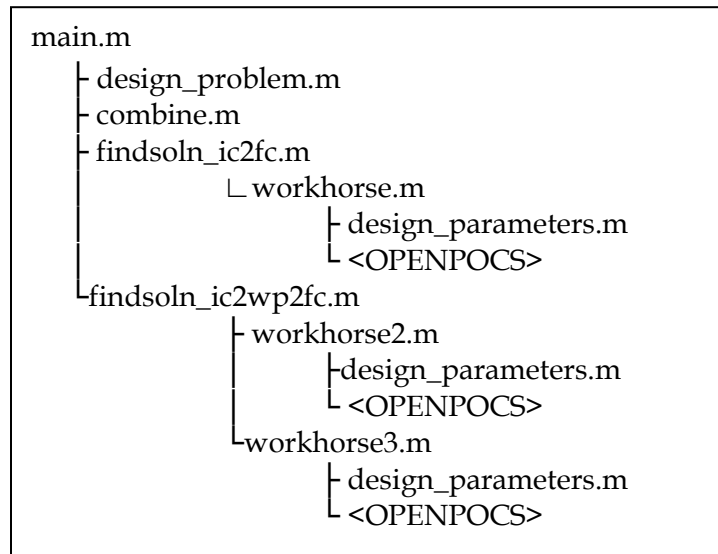 main.m
├ design_problem.m
├ combine.m
├ findsoln_ic2fc.m
│ ∟workhorse.m
│ ├ design_parameters.m
│ └ <OPENPOCS>
└findsoln_ic2wp2fc.m
├ workhorse2.m
│ ├design_parameters.m
│ └ <OPENPOCS>
└workhorse3.m
├ design_parameters.m
└ <OPENPOCS>